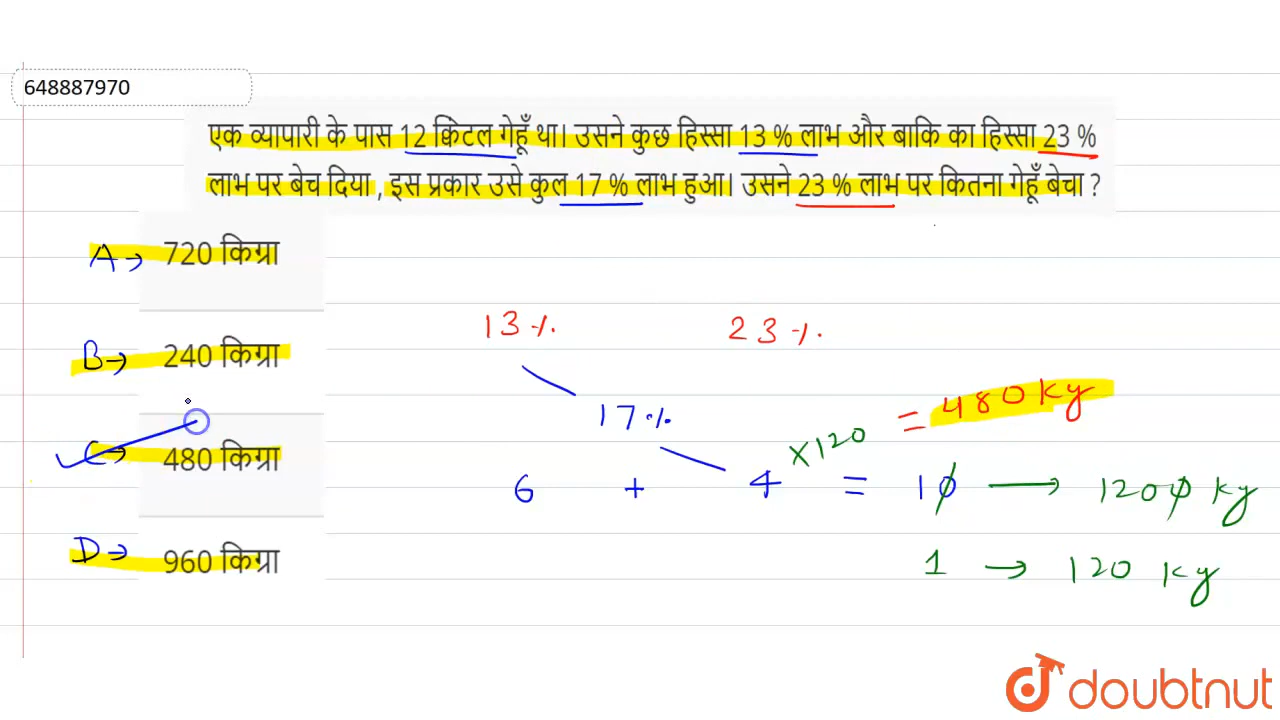 648887970
एक व्यापारी के पास 12 क्विटल गेहूँ था। उसने कुछ हिस्सा 13 % लाभ और बाकि का हिस्सा 23 %
लाभ पर बेच दिया , इस प्रकार उसे कुल 17 % लाभ हुआ। उसने 23 % लाभ पर कितना गेहूँ बेचा ?
A→ 720 किग्रा
B→ 240 किग्रा
C→ 480 किग्रा
D→ 960 किग्रा
13% 23%
17% = 480 kg
×120
6 + 4 = 10 → 1200 kg
1 → 120 kg
doubtnut